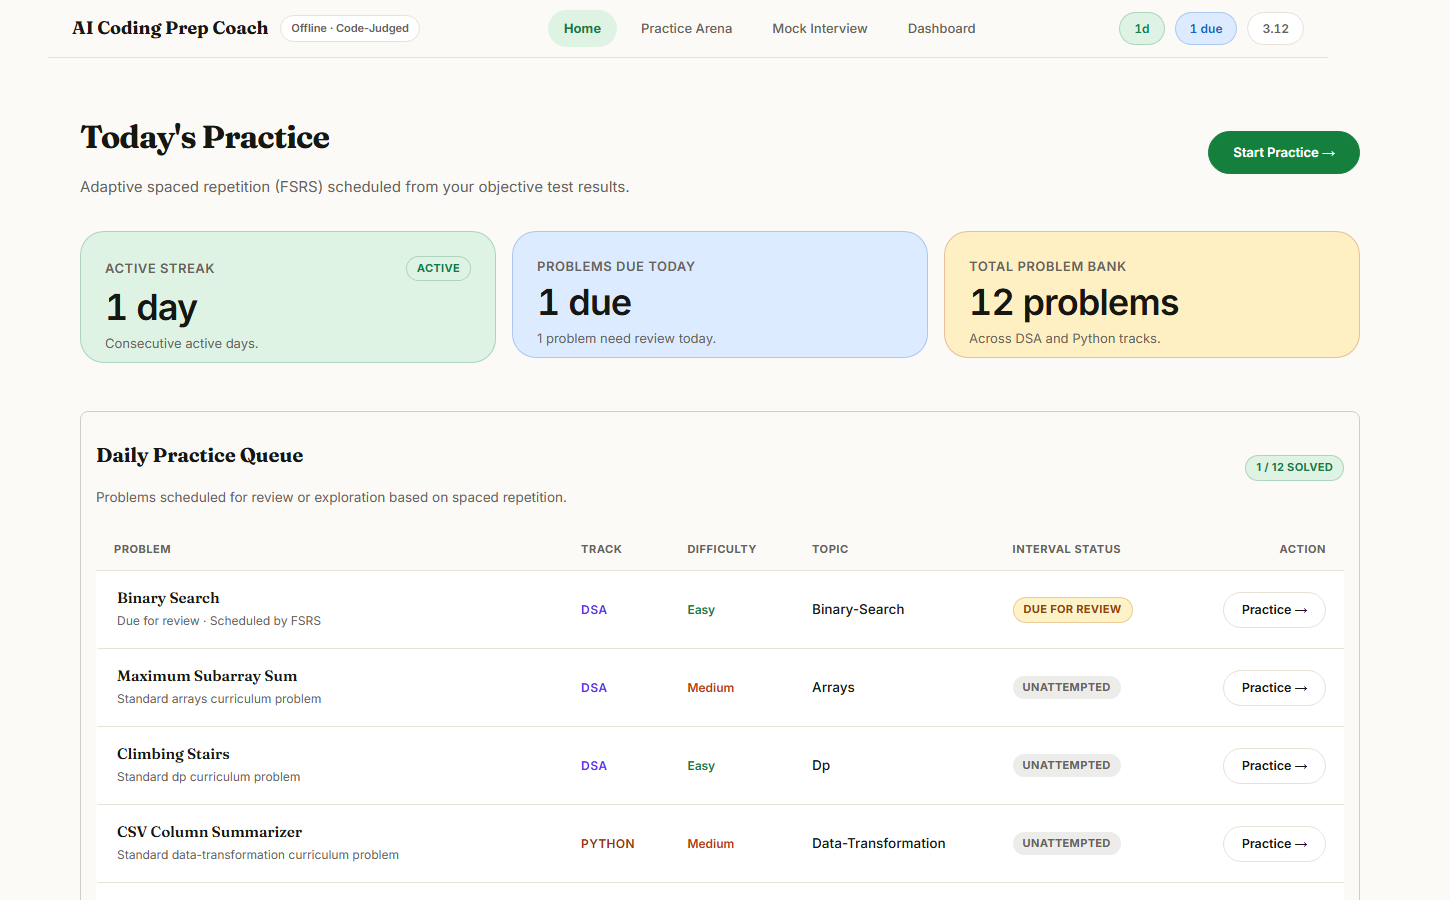 AI Coding Prep Coach
Offline · Code-Judged
Home
Practice Arena
Mock Interview
Dashboard
1d
1 due
3.12
Today's Practice
Start Practice →
Adaptive spaced repetition (FSRS) scheduled from your objective test results.
ACTIVE STREAK
ACTIVE
1 day
Consecutive active days.
PROBLEMS DUE TODAY
1 due
1 problem need review today.
TOTAL PROBLEM BANK
12 problems
Across DSA and Python tracks.
Daily Practice Queue
1 / 12 SOLVED
Problems scheduled for review or exploration based on spaced repetition.
PROBLEM TRACK DIFFICULTY TOPIC INTERVAL STATUS ACTION
Binary Search
Due for review · Scheduled by FSRS
DSA Easy Binary-Search DUE FOR REVIEW Practice →
Maximum Subarray Sum
Standard arrays curriculum problem
DSA Medium Arrays UNATTEMPTED Practice →
Climbing Stairs
Standard dp curriculum problem
DSA Easy Dp UNATTEMPTED Practice →
CSV Column Summarizer
Standard data-transformation curriculum problem
PYTHON Medium Data-Transformation UNATTEMPTED Practice →